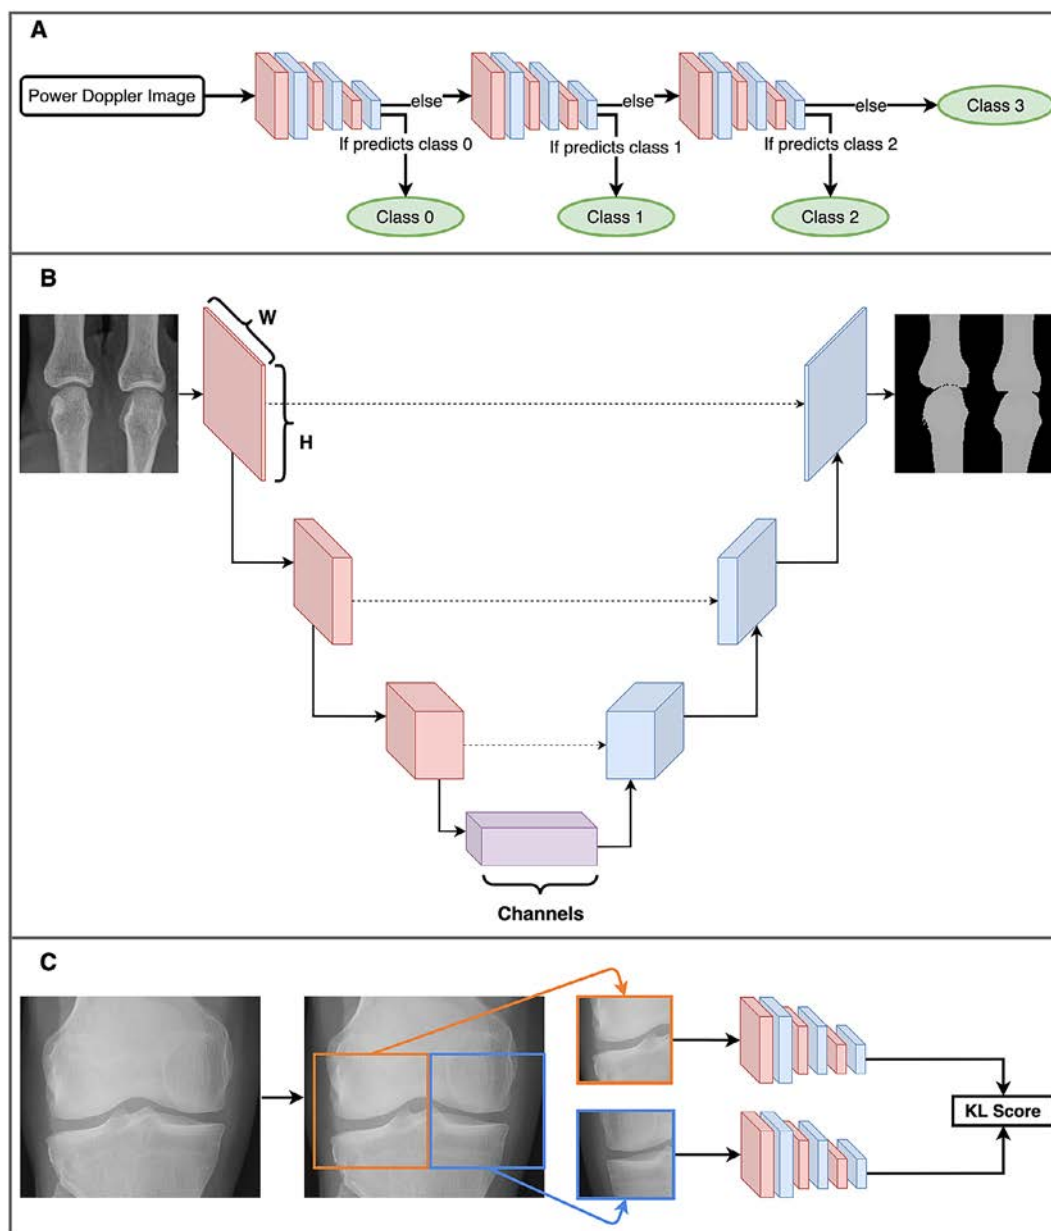 A
Power Doppler Image
else
else
else
Class 3
If predicts class 0
If predicts class 1
If predicts class 2
Class 0
Class 1
Class 2
B
W
H
Channels
C
KL Score